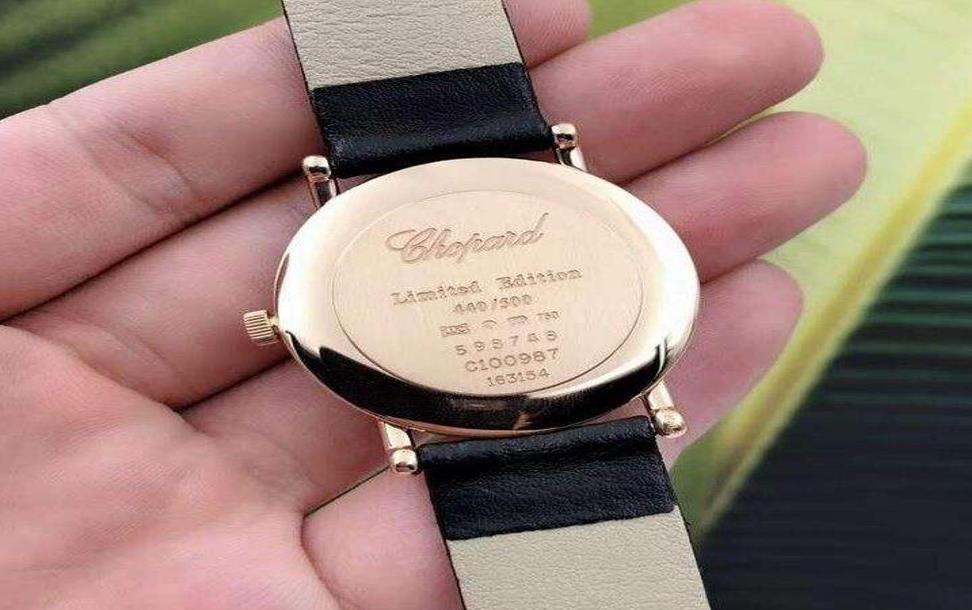 Chopard
Limited Edition
440/500
750
598748
C100987
163154